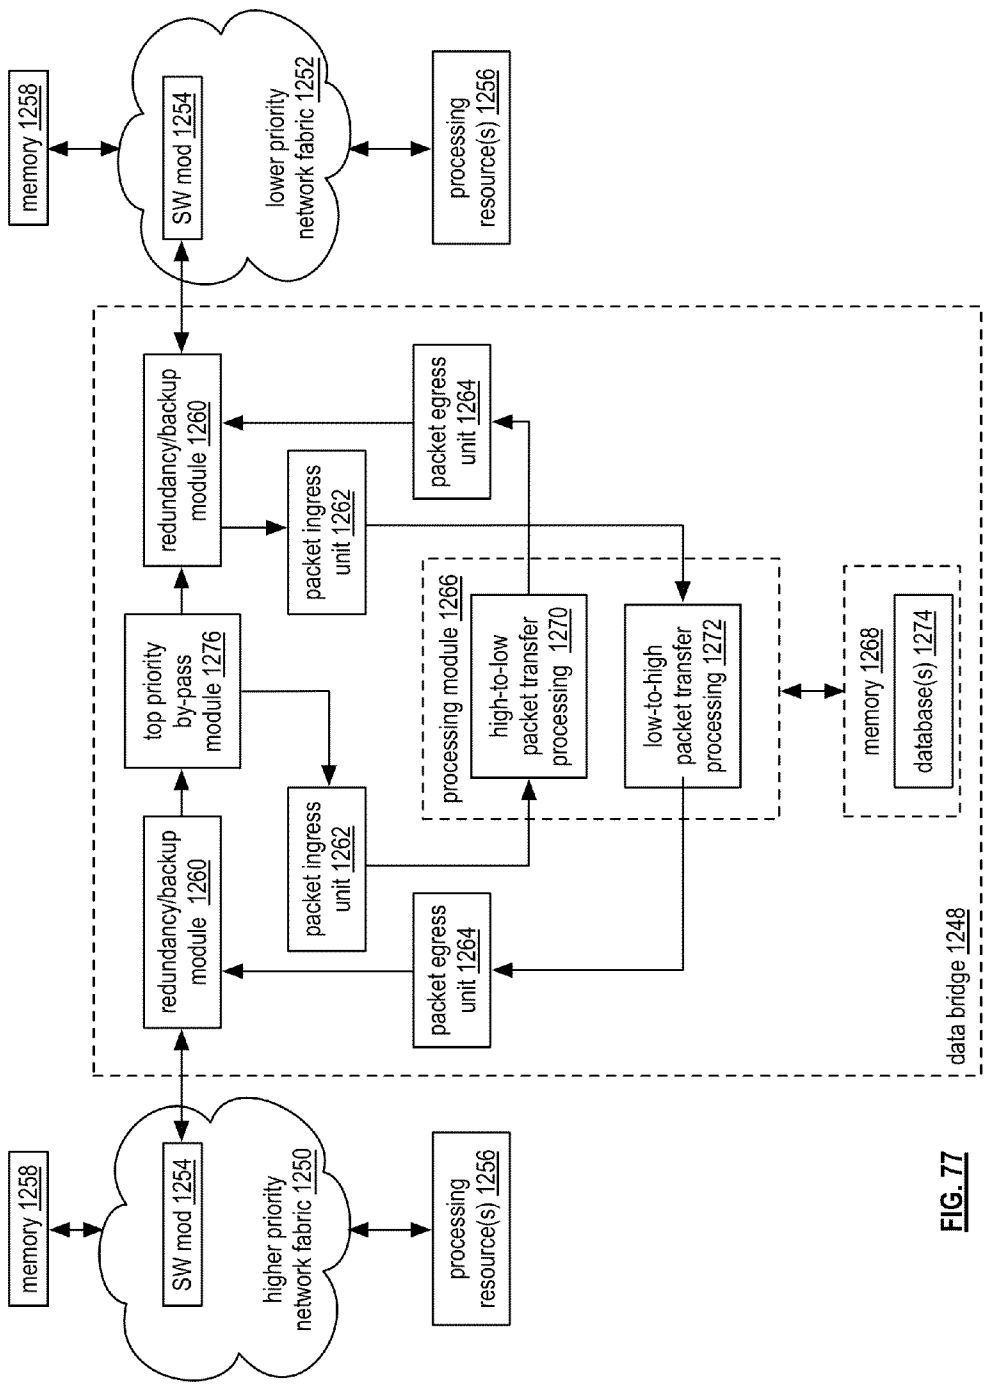 memory 1258
SW mod 1254
higher priority
network fabric 1250
processing
resource(s) 1256
redundancy/backup
module 1260
top priority
by-pass
module 1276
redundancy/backup
module 1260
packet ingress
unit 1262
packet ingress
unit 1262
packet egress
unit 1264
packet egress
unit 1264
processing module 1266
high-to-low
packet transfer
processing 1270
low-to-high
packet transfer
processing 1272
memory 1268
database(s) 1274
data bridge 1248
memory 1258
SW mod 1254
lower priority
network fabric 1252
processing
resource(s) 1256
FIG. 77